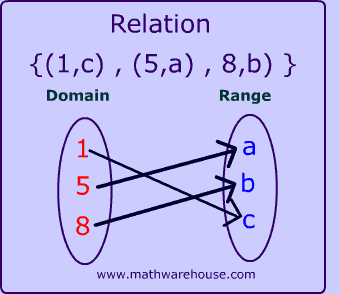 Relation
{(1,c) , (5,a) , 8,b) }
Domain Range
1 a
5 b
8 c
www.mathwarehouse.com